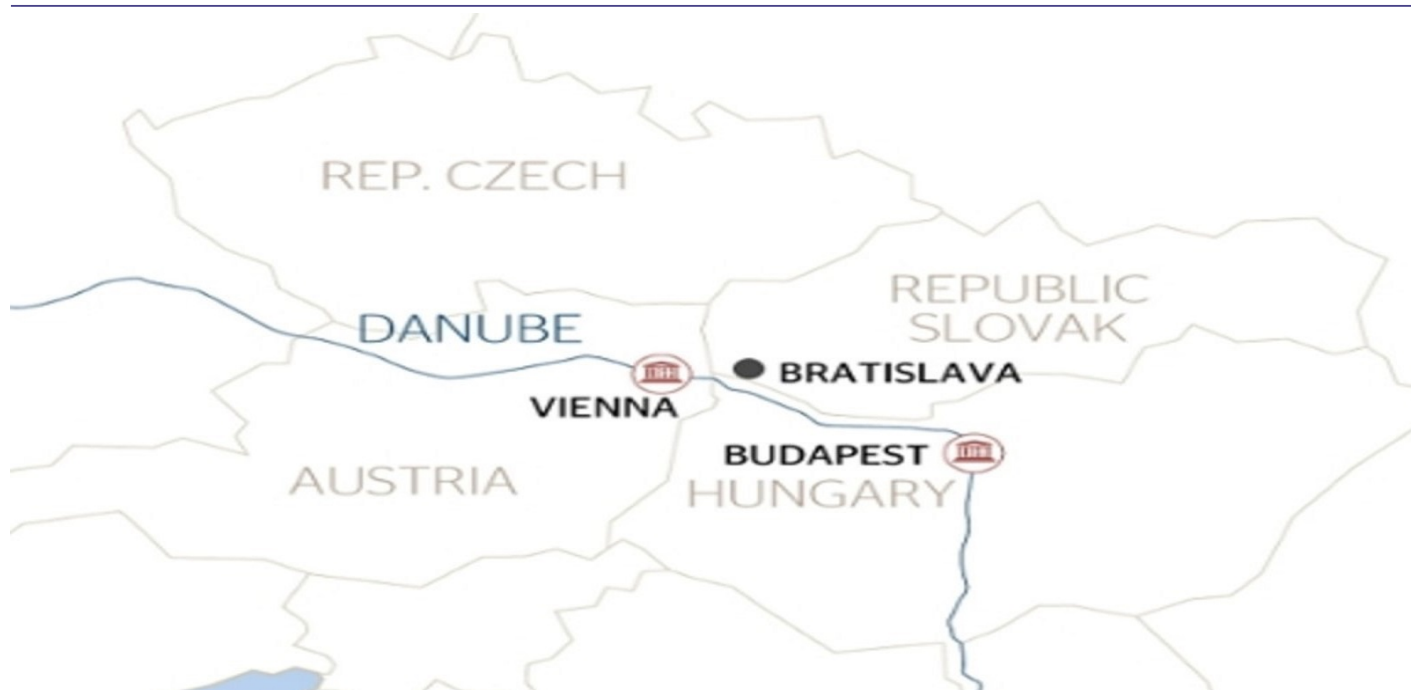 REP. CZECH
REPUBLIC
SLOVAK
DANUBE
BRATISLAVA
VIENNA
BUDAPEST
AUSTRIA
HUNGARY